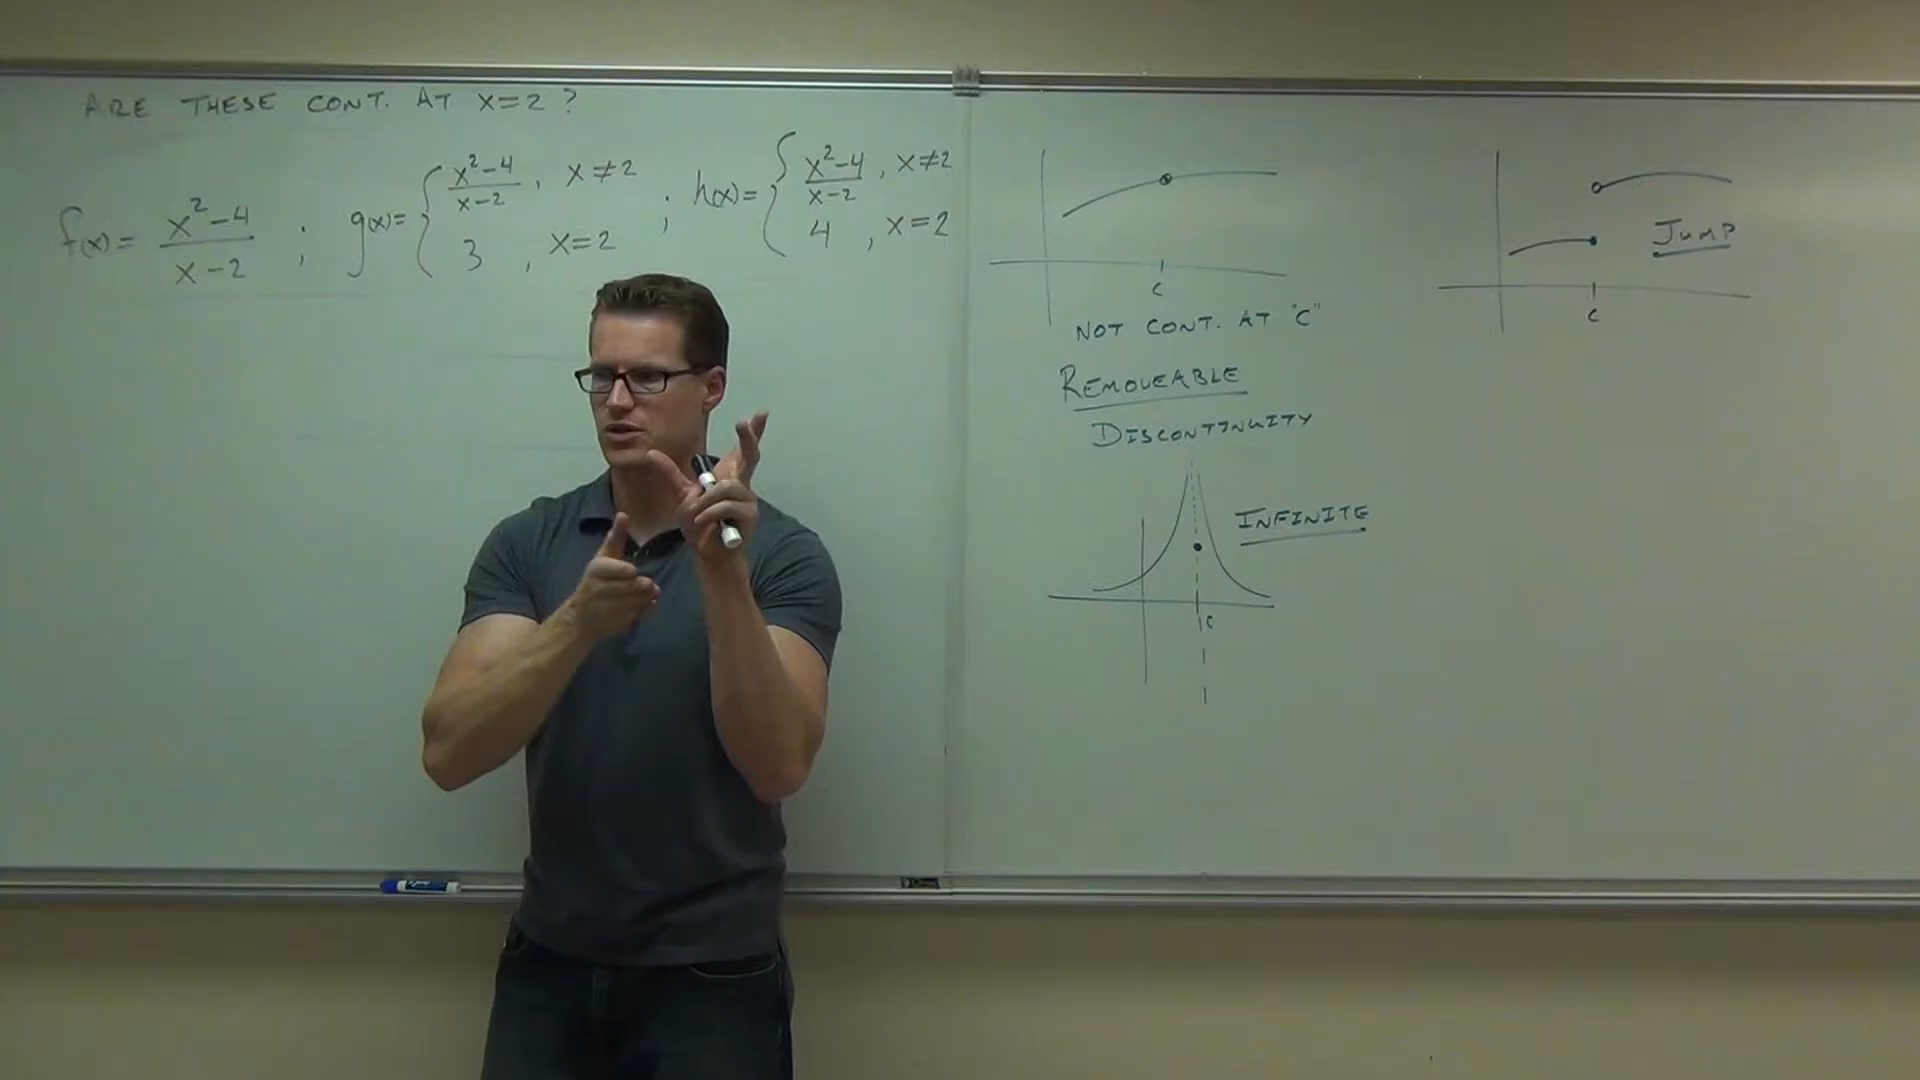 ARE THESE CONT. AT X=2 ?
f(x) = x²-4 / x-2 ; g(x) = { x²-4 / x-2 , x≠2 ; h(x) = { x²-4 / x-2 , x≠2
3 , x=2
4 , x=2
C
NOT CONT. AT "C"
REMOVEABLE
DISCONTINUITY
INFINITE
C
JUMP
C